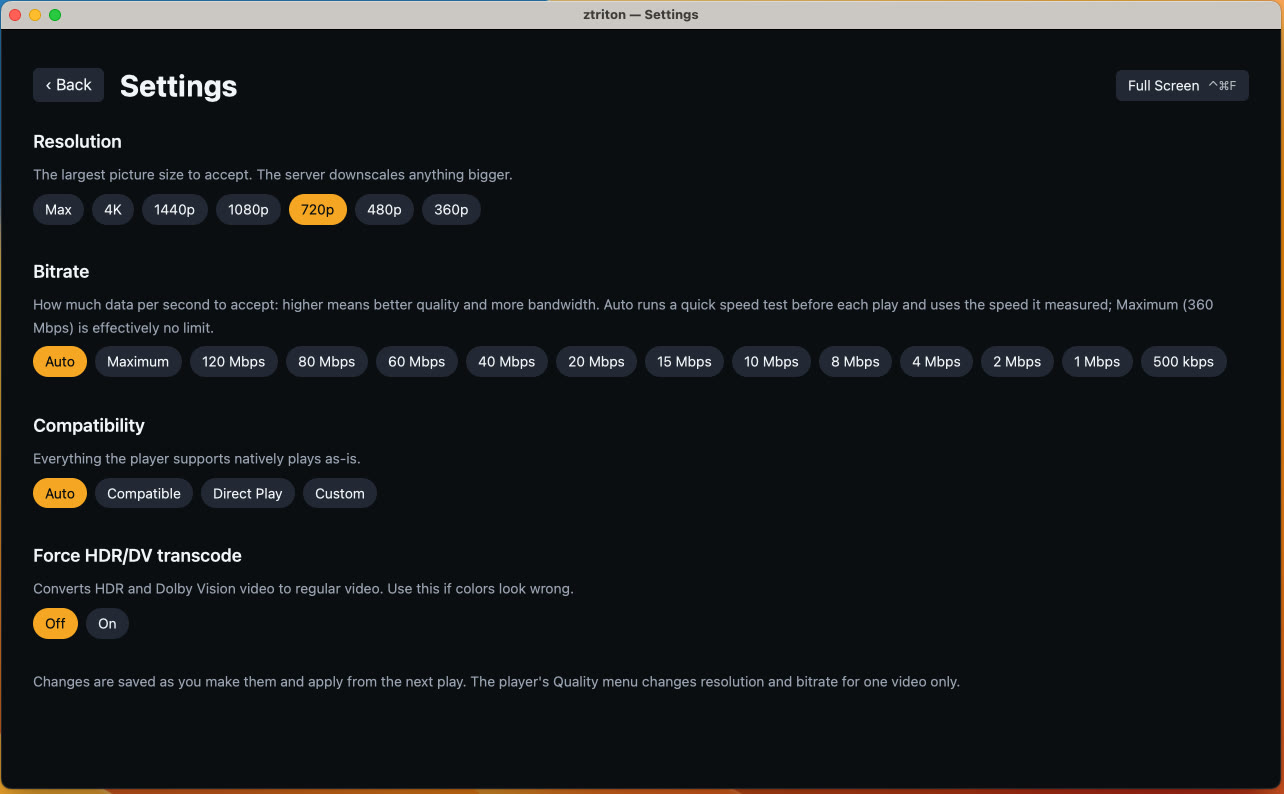 ztriton — Settings
‹ Back
Settings
Full Screen ^⌘F
Resolution
The largest picture size to accept. The server downscales anything bigger.
Max 4K 1440p 1080p 720p 480p 360p
Bitrate
How much data per second to accept: higher means better quality and more bandwidth. Auto runs a quick speed test before each play and uses the speed it measured; Maximum (360
Mbps) is effectively no limit.
Auto Maximum 120 Mbps 80 Mbps 60 Mbps 40 Mbps 20 Mbps 15 Mbps 10 Mbps 8 Mbps 4 Mbps 2 Mbps 1 Mbps 500 kbps
Compatibility
Everything the player supports natively plays as-is.
Auto Compatible Direct Play Custom
Force HDR/DV transcode
Converts HDR and Dolby Vision video to regular video. Use this if colors look wrong.
Off On
Changes are saved as you make them and apply from the next play. The player's Quality menu changes resolution and bitrate for one video only.